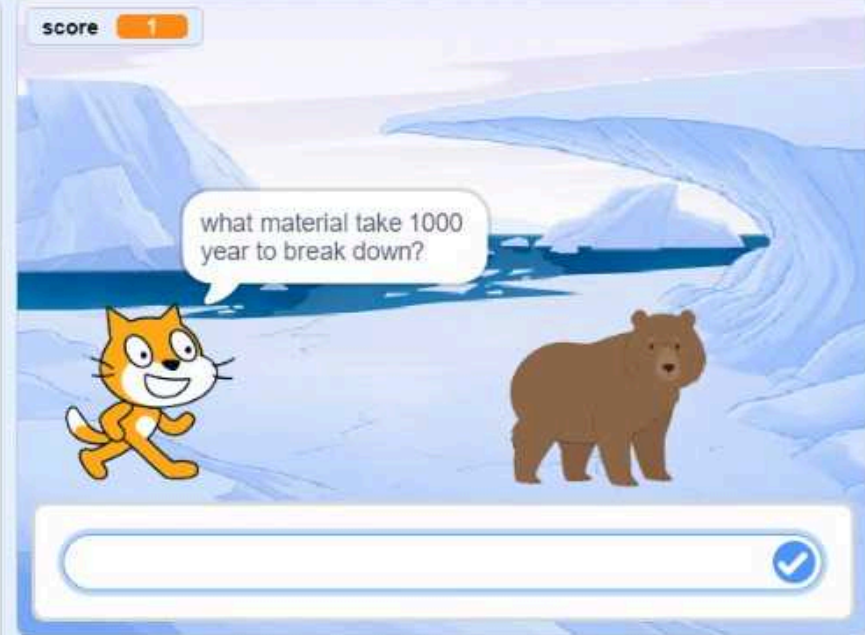 score 1
what material take 1000
year to break down?